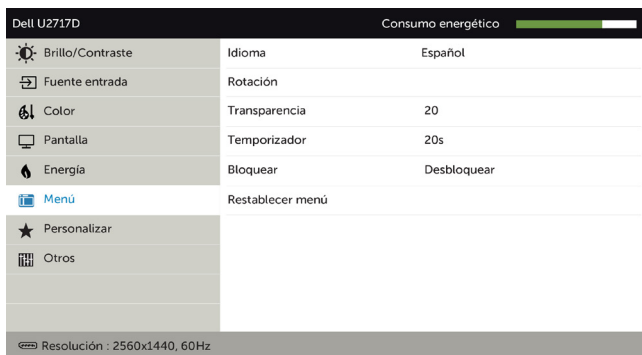 Dell U2717D Consumo energético
Brillo/Contraste Idioma Español
Fuente entrada Rotación
Color Transparencia 20
Pantalla Temporizador 20s
Energía Bloquear Desbloquear
Menú Restablecer menú
Personalizar
Otros
Resolución : 2560x1440, 60Hz